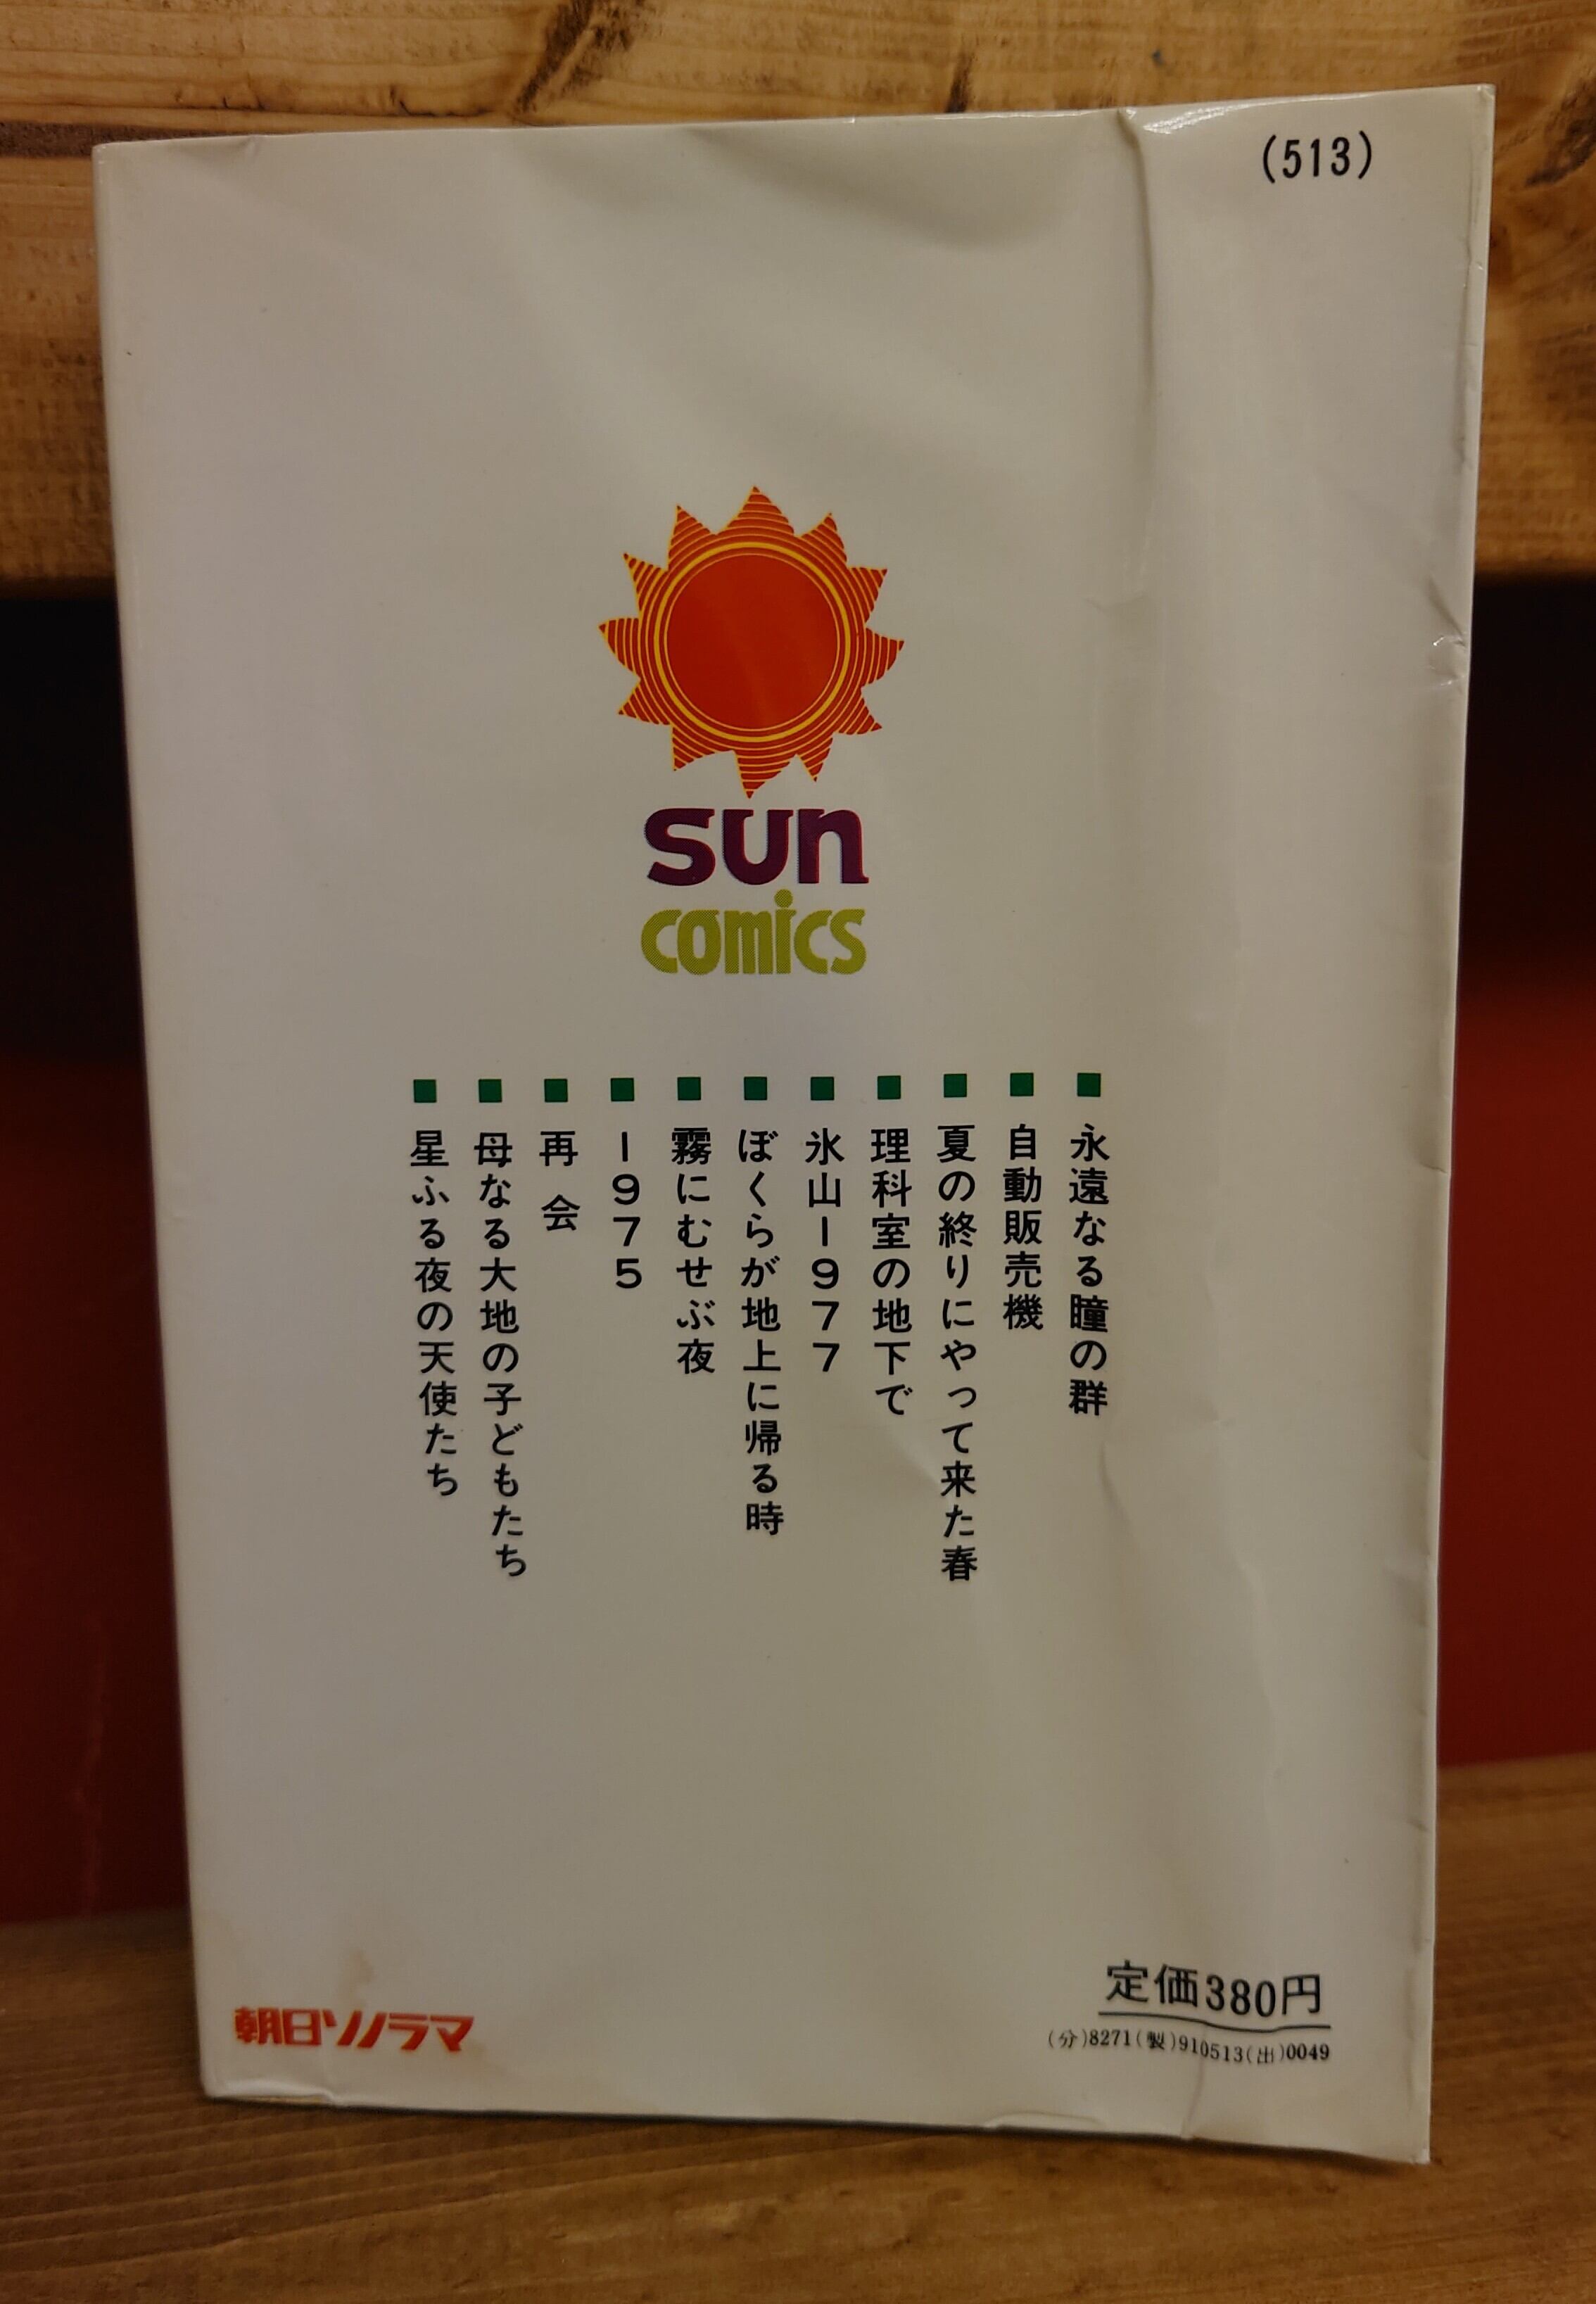 (513)
sun
comics
■永遠なる瞳の群
■自動販売機
■夏の終りにやって来た春
■理科室の地下で
■氷山1977
■ぼくらが地上に帰る時
■霧にむせぶ夜
■1975
■再会
■母なる大地の子どもたち
■星ふる夜の天使たち
定価380円
(分)8271(製)910513(出)0049
朝日ソノラマ